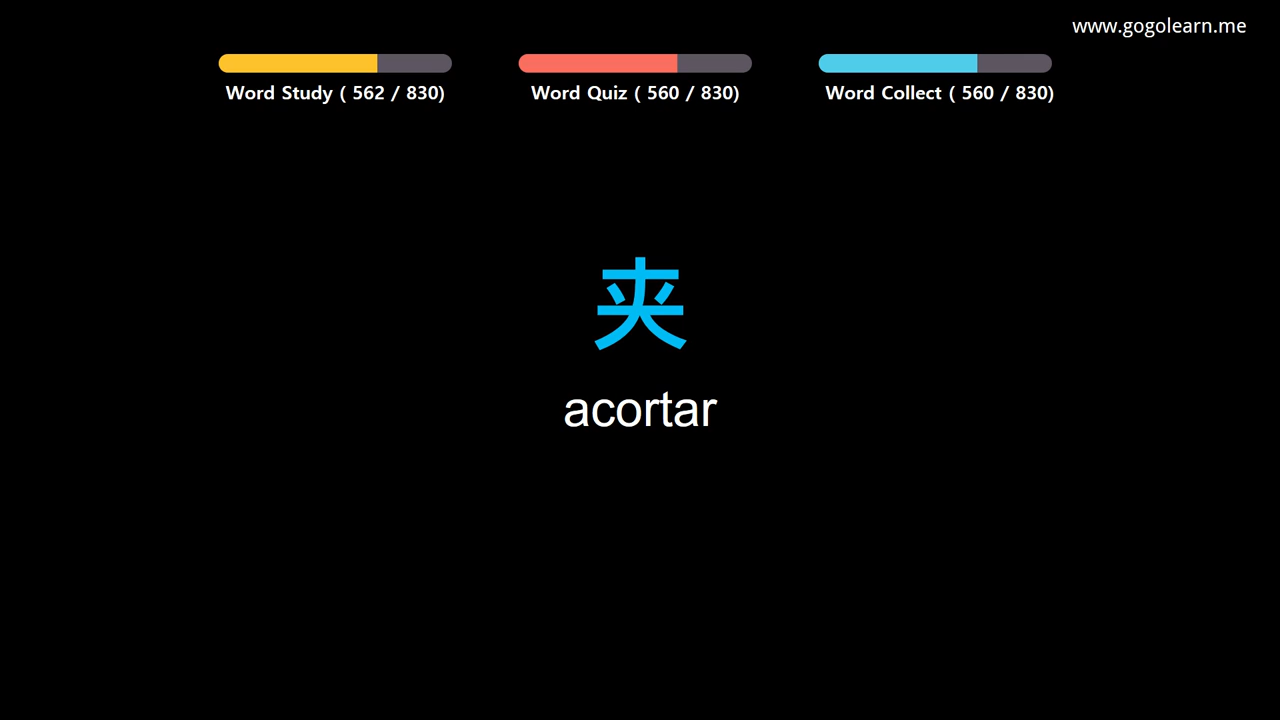 www.gogolearn.me
Word Study ( 562 / 830)
Word Quiz ( 560 / 830)
Word Collect ( 560 / 830)
夹
acortar